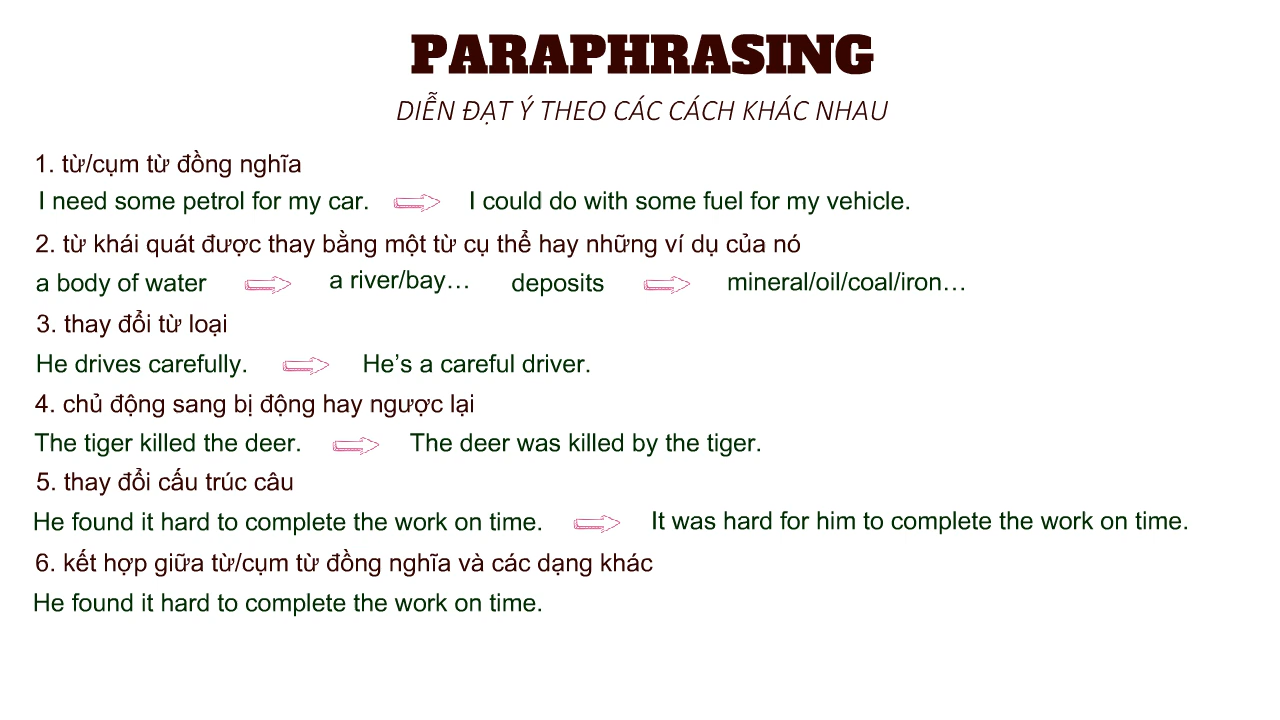 PARAPHRASING
DIỄN ĐẠT Ý THEO CÁC CÁCH KHÁC NHAU
1. từ/cụm từ đồng nghĩa
I need some petrol for my car. I could do with some fuel for my vehicle.
2. từ khái quát được thay bằng một từ cụ thể hay những ví dụ của nó
a body of water a river/bay… deposits mineral/oil/coal/iron…
3. thay đổi từ loại
He drives carefully. He’s a careful driver.
4. chủ động sang bị động hay ngược lại
The tiger killed the deer. The deer was killed by the tiger.
5. thay đổi cấu trúc câu
He found it hard to complete the work on time. It was hard for him to complete the work on time.
6. kết hợp giữa từ/cụm từ đồng nghĩa và các dạng khác
He found it hard to complete the work on time.